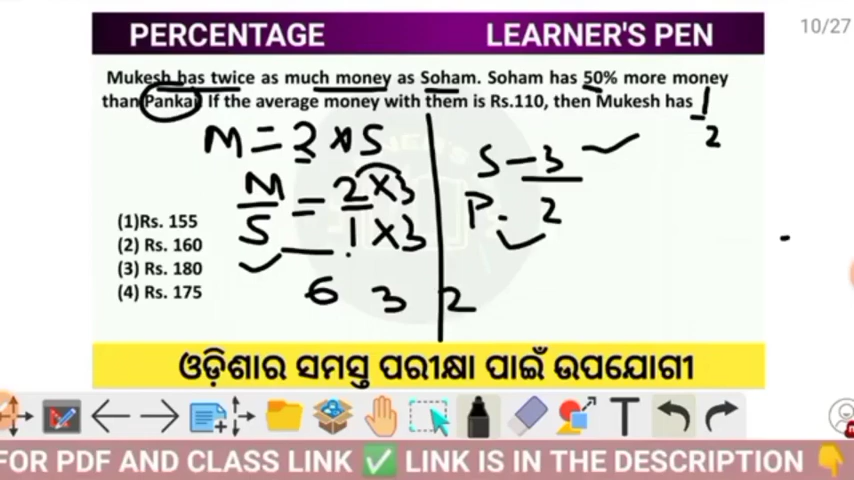 10/27
PERCENTAGE LEARNER'S PEN
Mukesh has twice as much money as Soham. Soham has 50% more money
than Pankaj. If the average money with them is Rs.110, then Mukesh has
1
2
M = 2 × S
S - 3
M = 2 × 3
P. 2
S 1 × 3
(1)Rs. 155
(2) Rs. 160
(3) Rs. 180
(4) Rs. 175
6 3 2
ଓଡ଼ିଶାର ସମସ୍ତ ପରୀକ୍ଷା ପାଇଁ ଉପଯୋଗୀ
T
FOR PDF AND CLASS LINK ✅ LINK IS IN THE DESCRIPTION 👇